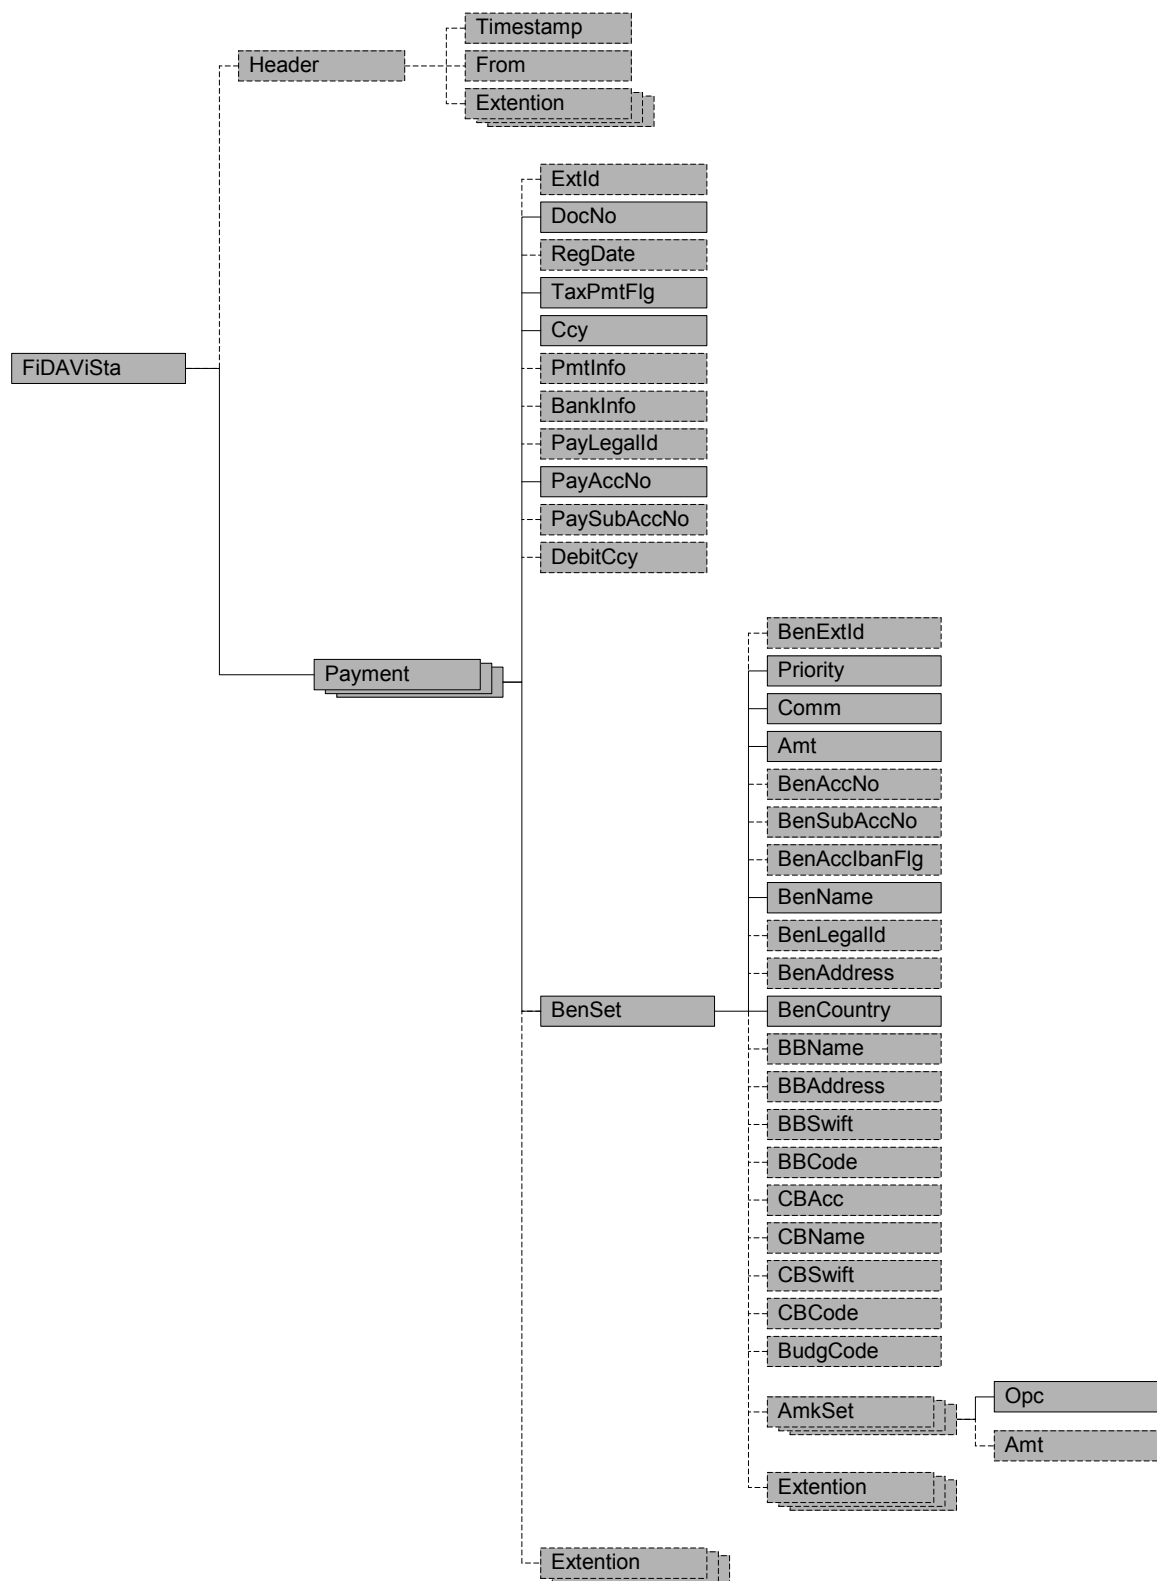 Timestamp
Header
From
Extention
ExtId
DocNo
RegDate
TaxPmtFlg
Ccy
FiDAViSta
PmtInfo
BankInfo
PayLegalId
PayAccNo
PaySubAccNo
DebitCcy
BenExtId
Payment
Priority
Comm
Amt
BenAccNo
BenSubAccNo
BenAccIbanFlg
BenName
BenLegalId
BenAddress
BenSet
BenCountry
BBName
BBAddress
BBSwift
BBCode
CBAcc
CBName
CBSwift
CBCode
BudgCode
AmkSet
Opc
Amt
Extention
Extention